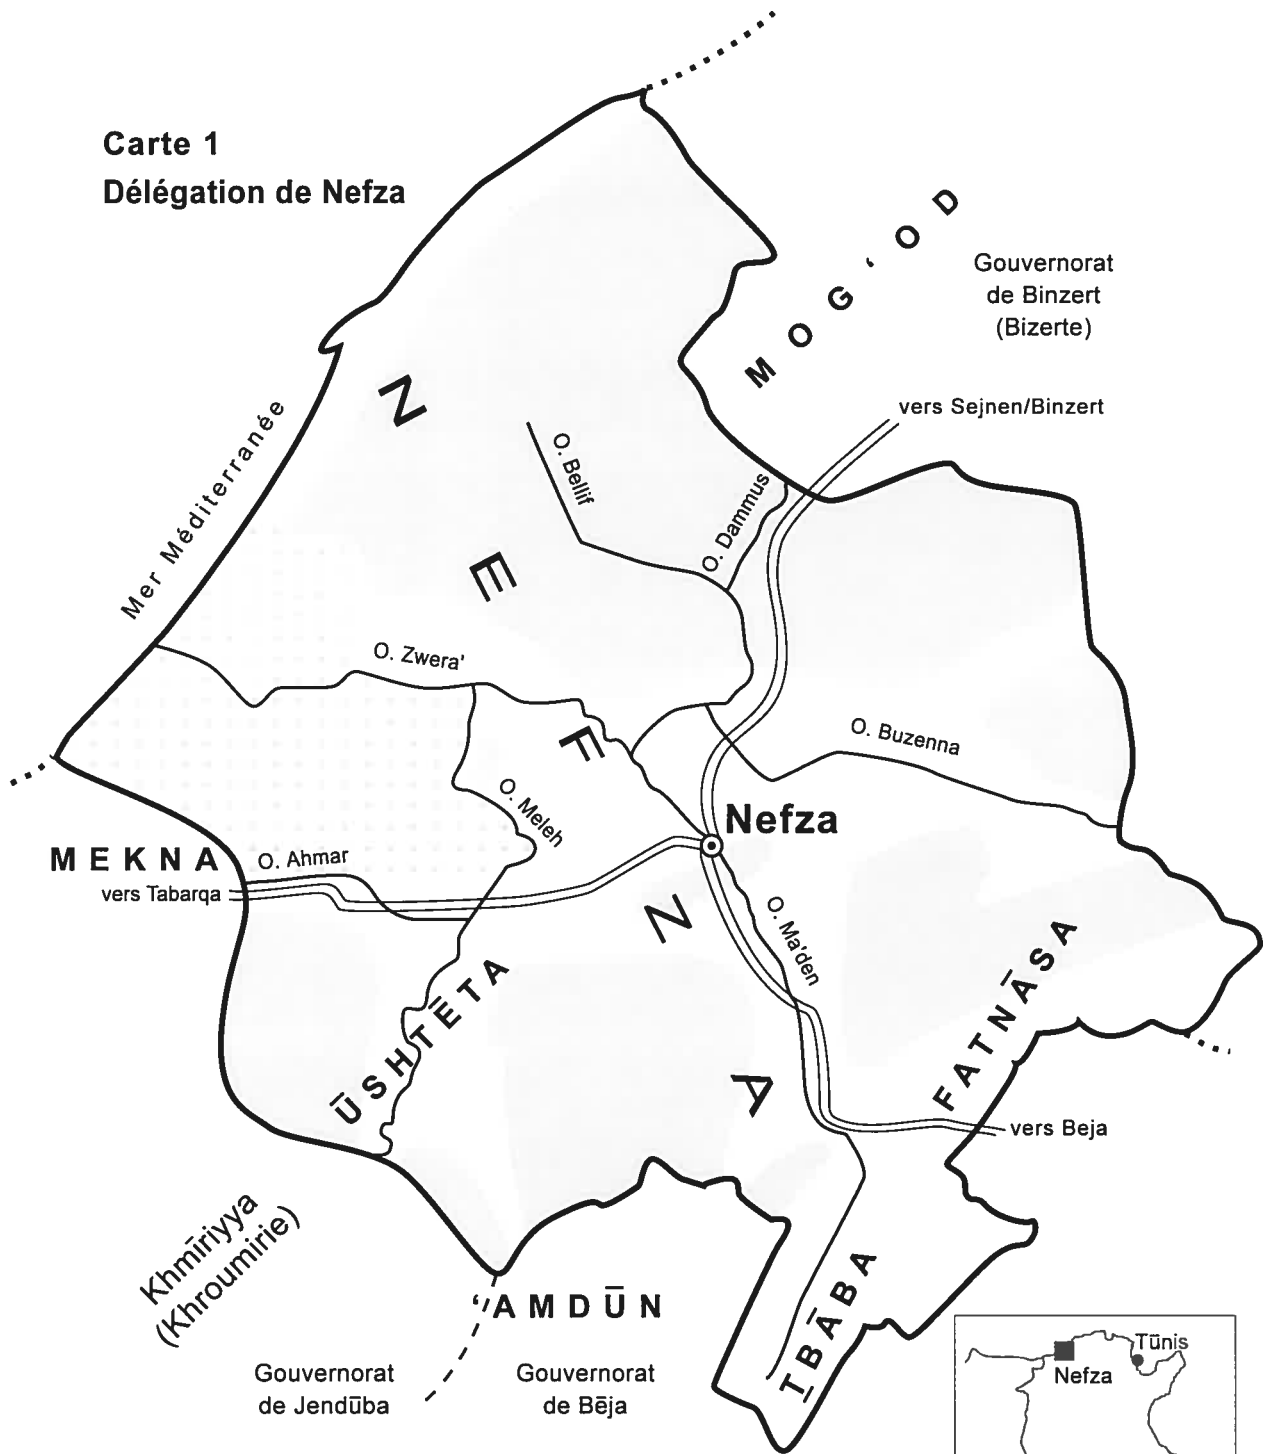 Carte 1
Délégation de Nefza
MOG'OD
Gouvernorat
de Binzert
(Bizerte)
vers Sejnen/Binzert
Mer Méditerranée
NEFZA
O. Bellif
O. Dammus
O. Zwera'
O. Buzenna
O. Meleh
Nefza
MEKNA
O. Ahmar
vers Tabarqa
O. Ma'den
ŪSHTĒTA
FATNĀSA
vers Beja
Khmīriyya
(Khroumirie)
'AMDŪN
ṮBĀBA
Gouvernorat
de Jendūba
Gouvernorat
de Bēja
Tūnis
Nefza